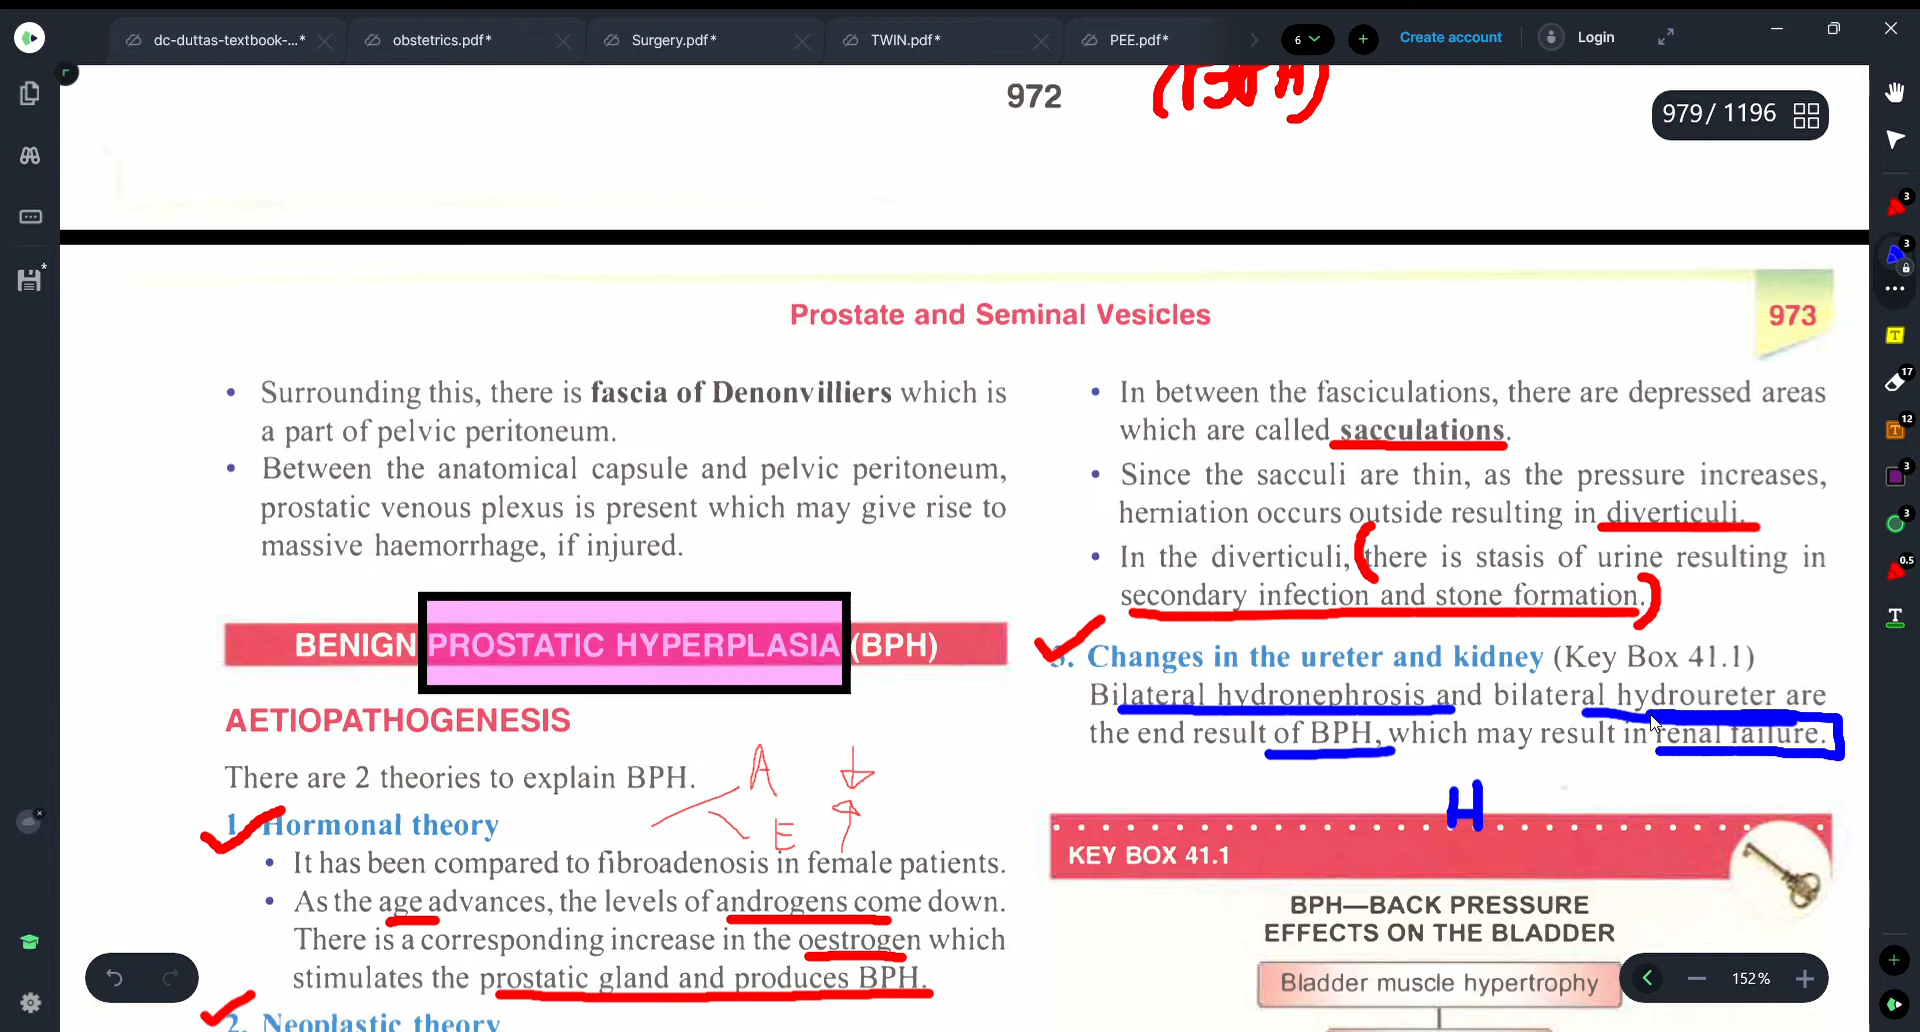 dc-duttas-textbook-...*
obstetrics.pdf*
Surgery.pdf*
TWIN.pdf*
PEE.pdf*
6
Create account
Login
972
(BPH)
979/ 1196
Prostate and Seminal Vesicles
973
• Surrounding this, there is fascia of Denonvilliers which is
a part of pelvic peritoneum.
• Between the anatomical capsule and pelvic peritoneum,
prostatic venous plexus is present which may give rise to
massive haemorrhage, if injured.
BENIGN PROSTATIC HYPERPLASIA (BPH)
AETIOPATHOGENESIS
There are 2 theories to explain BPH.
A ↓
E ↑
1. Hormonal theory
• It has been compared to fibroadenosis in female patients.
• As the age advances, the levels of androgens come down.
There is a corresponding increase in the oestrogen which
stimulates the prostatic gland and produces BPH.
2. Neoplastic theory
• In between the fasciculations, there are depressed areas
which are called sacculations.
• Since the sacculi are thin, as the pressure increases,
herniation occurs outside resulting in diverticuli.
• In the diverticuli, there is stasis of urine resulting in
secondary infection and stone formation.
3. Changes in the ureter and kidney (Key Box 41.1)
Bilateral hydronephrosis and bilateral hydroureter are
the end result of BPH, which may result in renal failure.
H
KEY BOX 41.1
BPH—BACK PRESSURE
EFFECTS ON THE BLADDER
Bladder muscle hypertrophy
152%
3
3
T
17
12
T
3
3
0.5
T